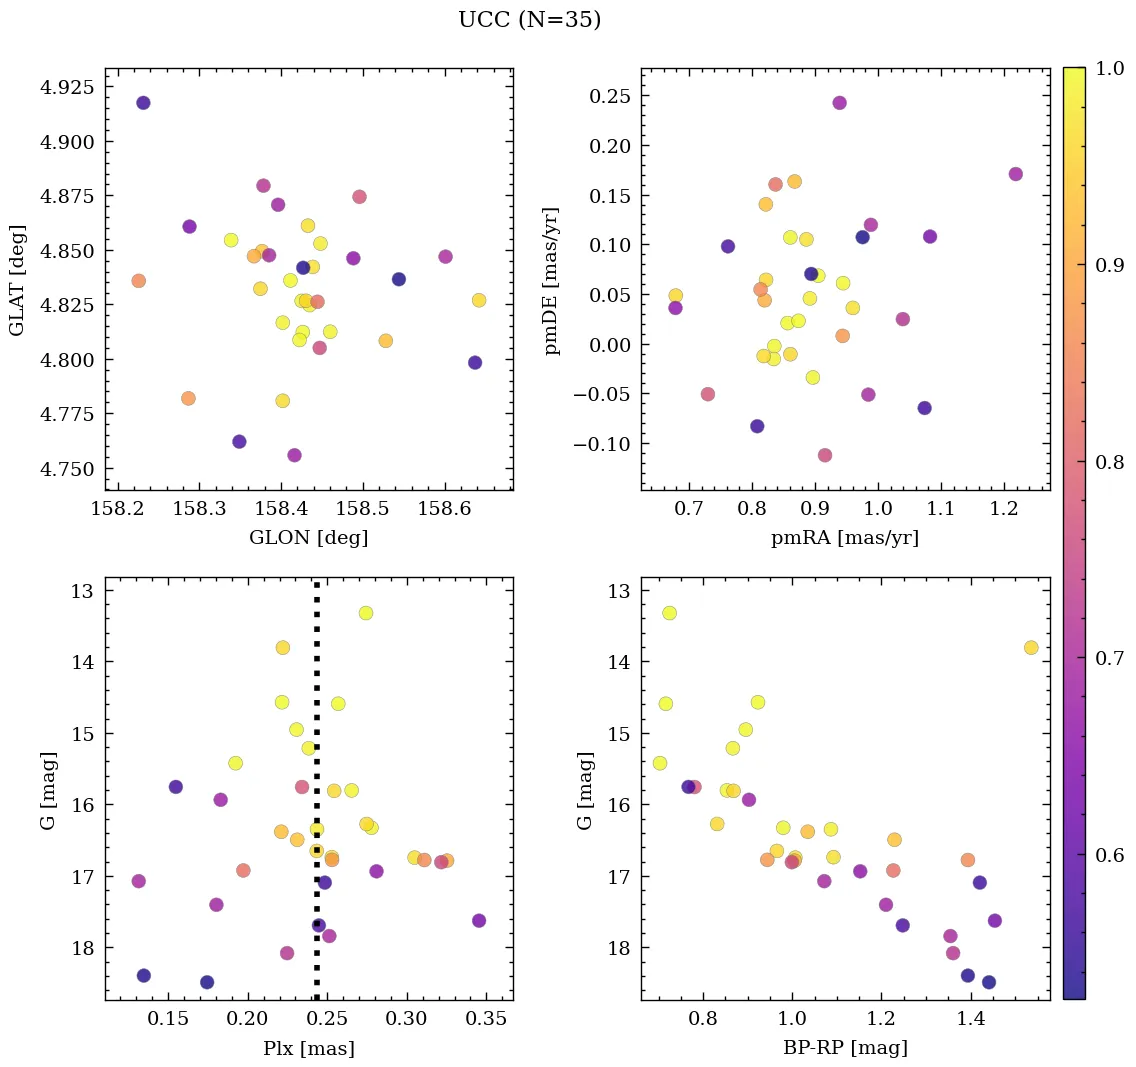 UCC (N=35)
4.925
4.900
4.875
4.850
4.825
4.800
4.775
4.750
GLAT [deg]
158.2 158.3 158.4 158.5 158.6
GLON [deg]
0.25
0.20
0.15
0.10
0.05
0.00
−0.05
−0.10
pmDE [mas/yr]
0.7 0.8 0.9 1.0 1.1 1.2
pmRA [mas/yr]
13
14
15
16
17
18
G [mag]
0.15 0.20 0.25 0.30 0.35
Plx [mas]
13
14
15
16
17
18
G [mag]
0.8 1.0 1.2 1.4
BP-RP [mag]
1.0
0.9
0.8
0.7
0.6